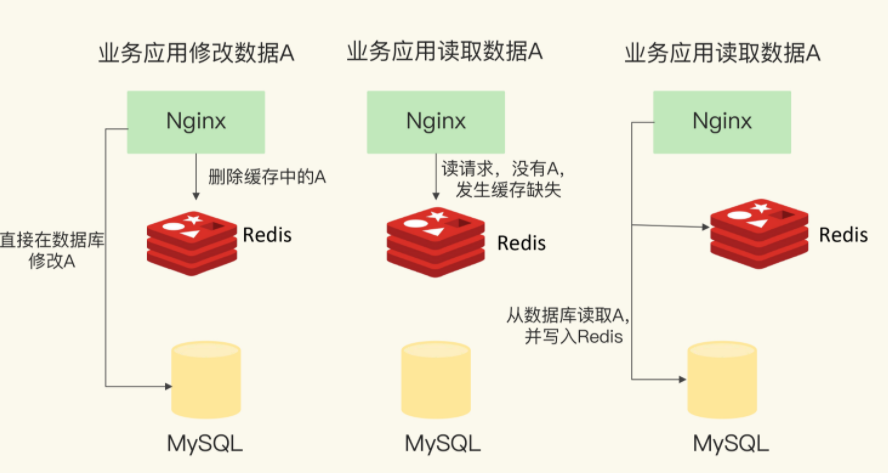 业务应用修改数据A
业务应用读取数据A
业务应用读取数据A
Nginx
Nginx
Nginx
删除缓存中的A
读请求，没有A，
发生缓存缺失
直接在数据库
修改A
Redis
Redis
Redis
从数据库读取A，
并写入Redis
MySQL
MySQL
MySQL